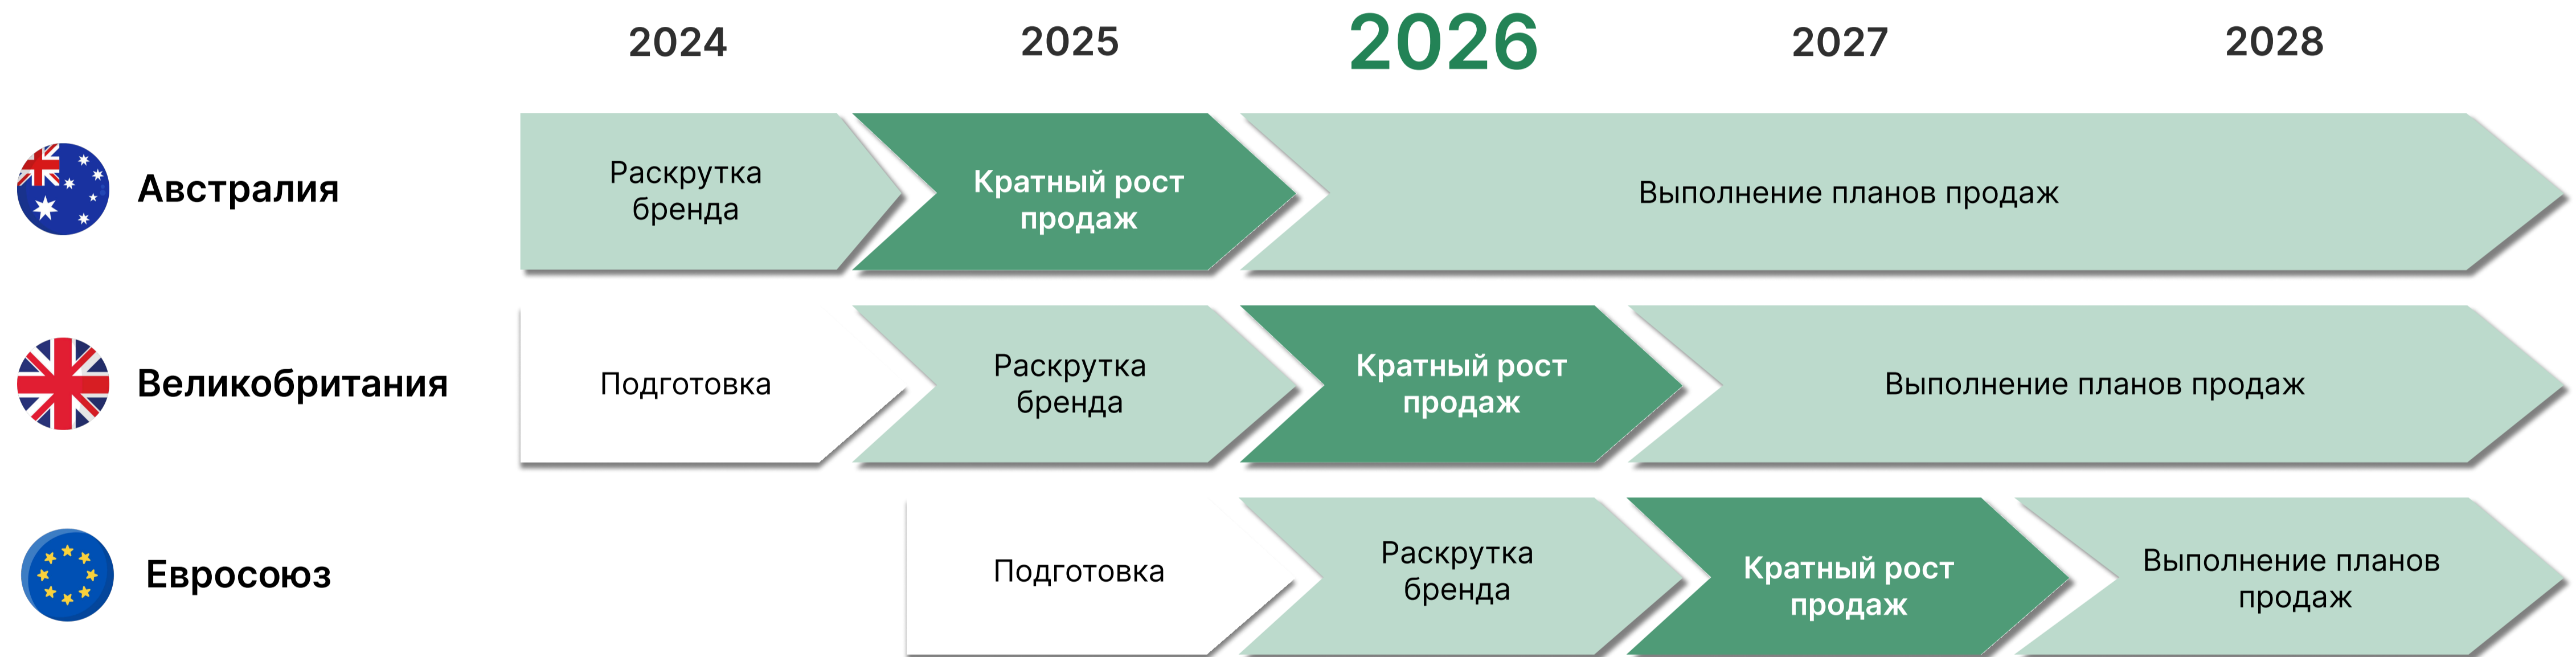 2024 2025 2026 2027 2028
Австралия
Раскрутка
бренда
Кратный рост
продаж
Выполнение планов продаж
Великобритания
Подготовка
Раскрутка
бренда
Кратный рост
продаж
Выполнение планов продаж
Евросоюз
Подготовка
Раскрутка
бренда
Кратный рост
продаж
Выполнение планов
продаж